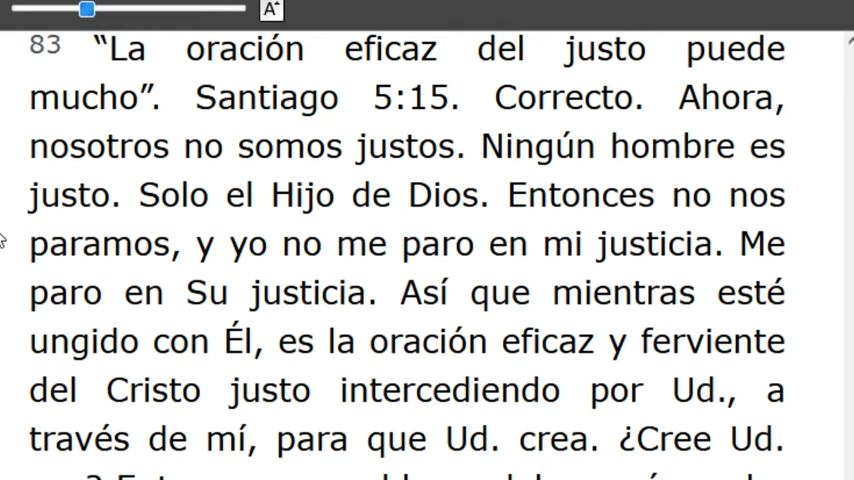 A
83 “La oración eficaz del justo puede
mucho”. Santiago 5:15. Correcto. Ahora,
nosotros no somos justos. Ningún hombre es
justo. Solo el Hijo de Dios. Entonces no nos
paramos, y yo no me paro en mi justicia. Me
paro en Su justicia. Así que mientras esté
ungido con Él, es la oración eficaz y ferviente
del Cristo justo intercediendo por Ud., a
través de mí, para que Ud. crea. ¿Cree Ud.